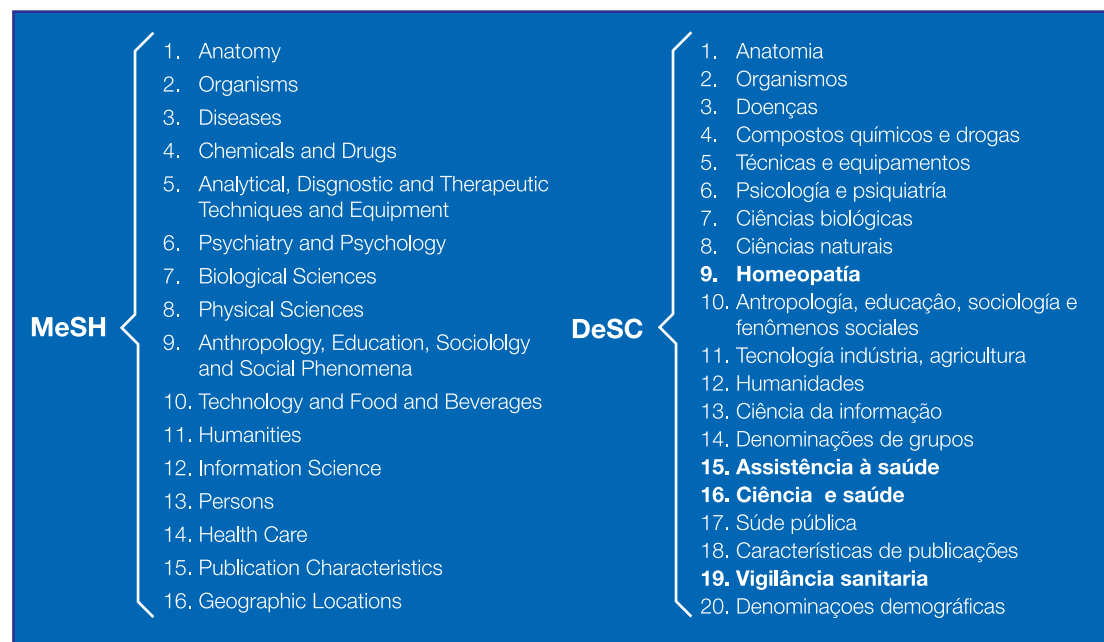 MeSH
1. Anatomy
2. Organisms
3. Diseases
4. Chemicals and Drugs
5. Analytical, Disgnostic and Therapeutic
Techniques and Equipment
6. Psychiatry and Psychology
7. Biological Sciences
8. Physical Sciences
9. Anthropology, Education, Sociololgy
and Social Phenomena
10. Technology and Food and Beverages
11. Humanities
12. Information Science
13. Persons
14. Health Care
15. Publication Characteristics
16. Geographic Locations
DeSC
1. Anatomia
2. Organismos
3. Doenças
4. Compostos químicos e drogas
5. Técnicas e equipamentos
6. Psicología e psiquiatría
7. Ciências biológicas
8. Ciências naturais
9. Homeopatía
10. Antropología, educaçâo, sociología e
fenômenos sociales
11. Tecnología indústria, agricultura
12. Humanidades
13. Ciência da informação
14. Denominações de grupos
15. Assistência à saúde
16. Ciência e saúde
17. Súde pública
18. Características de publicações
19. Vigilância sanitaria
20. Denominaçoes demográficas